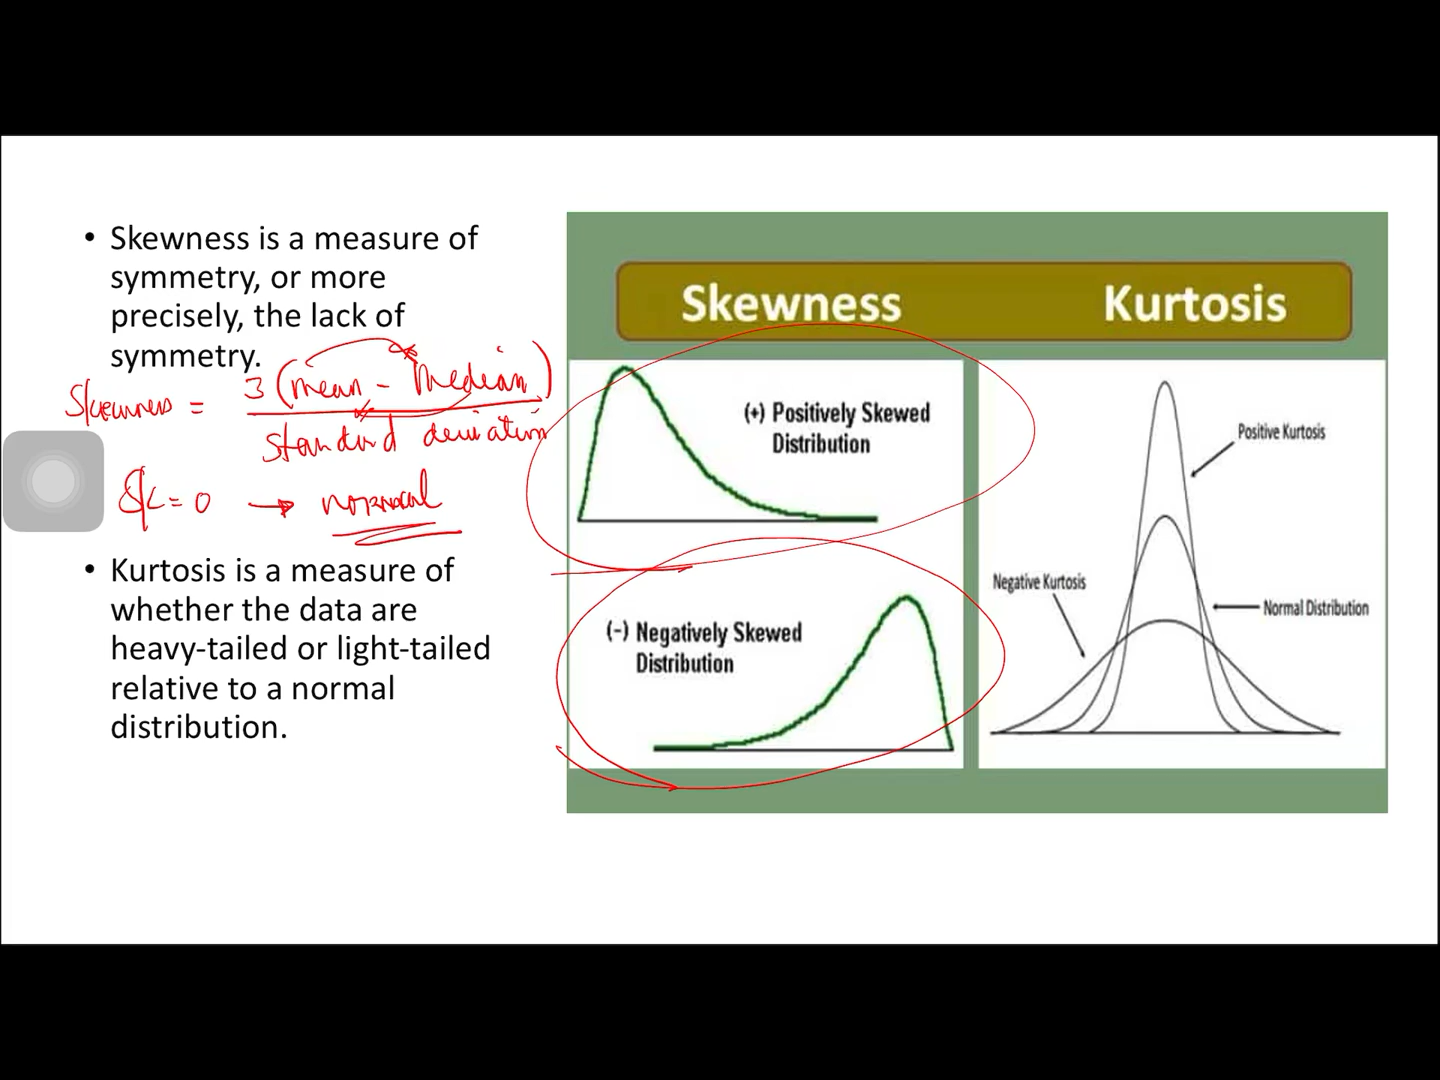 • Skewness is a measure of
symmetry, or more
precisely, the lack of
symmetry.
Skewness = 3 (mean - Median)
standard deviation
Sk = 0 → normal
• Kurtosis is a measure of
whether the data are
heavy-tailed or light-tailed
relative to a normal
distribution.
Skewness
Kurtosis
(+) Positively Skewed
Distribution
(-) Negatively Skewed
Distribution
Positive Kurtosis
Negative Kurtosis
Normal Distribution